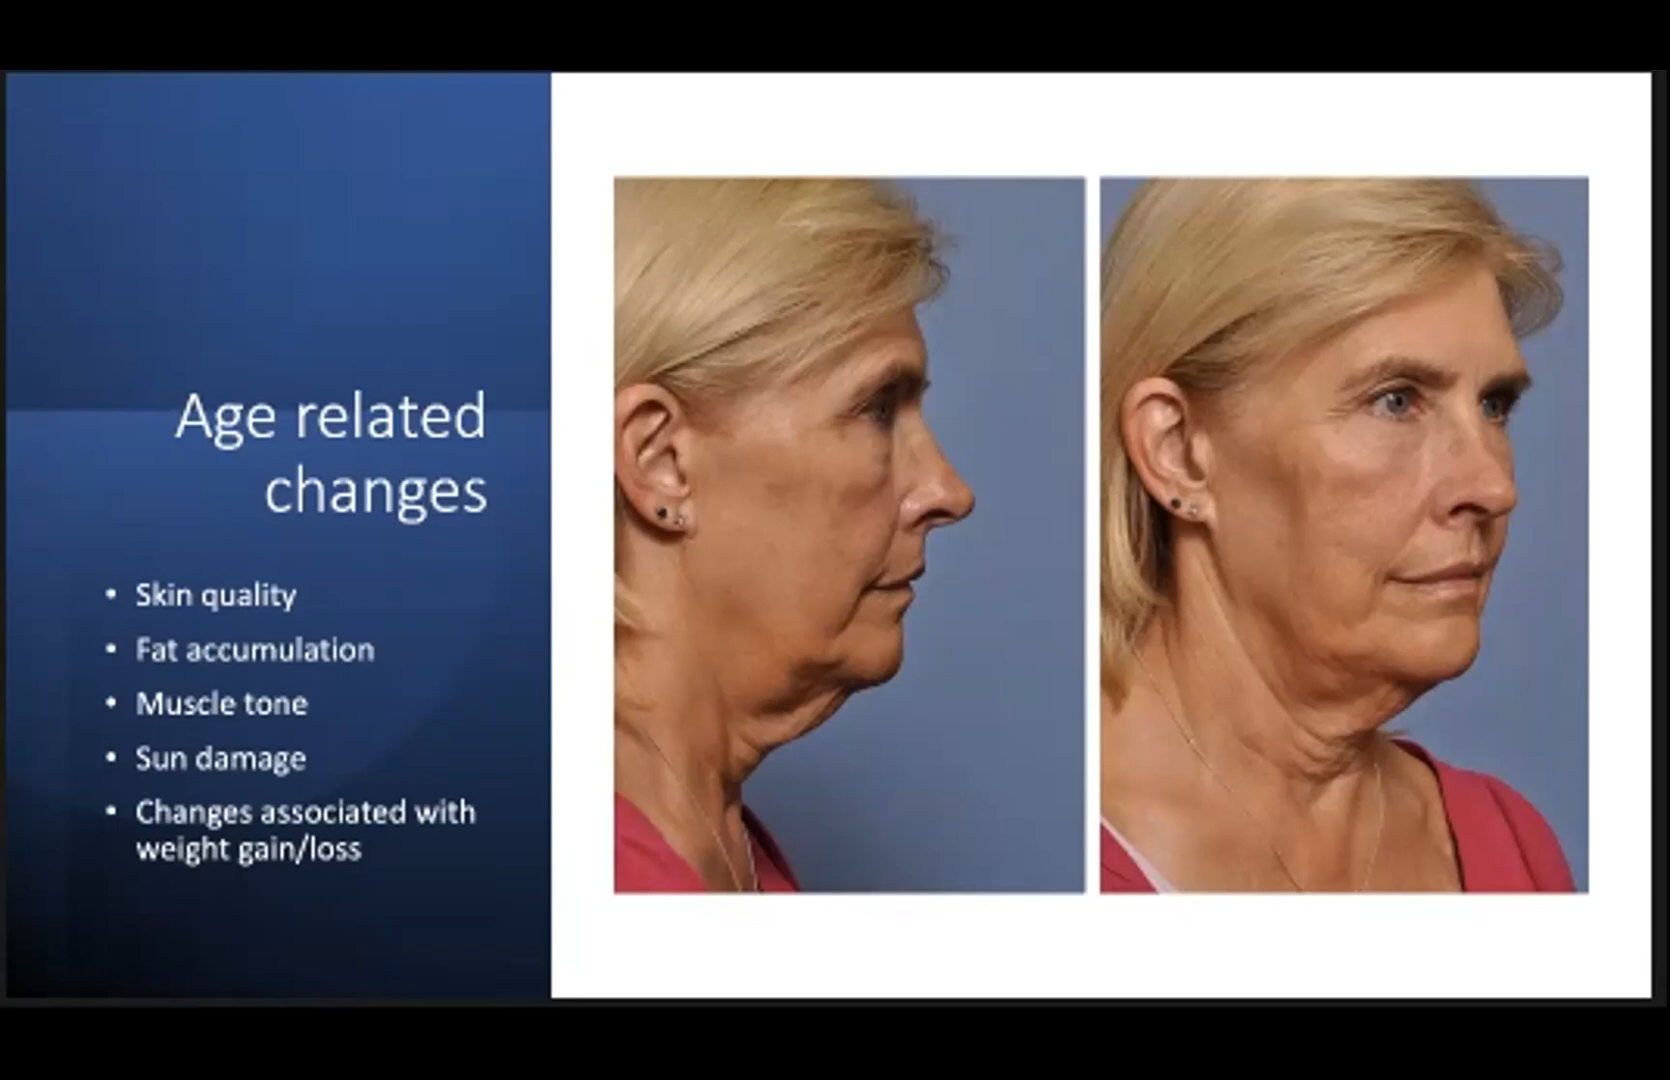 Age related
changes
• Skin quality
• Fat accumulation
• Muscle tone
• Sun damage
• Changes associated with
weight gain/loss